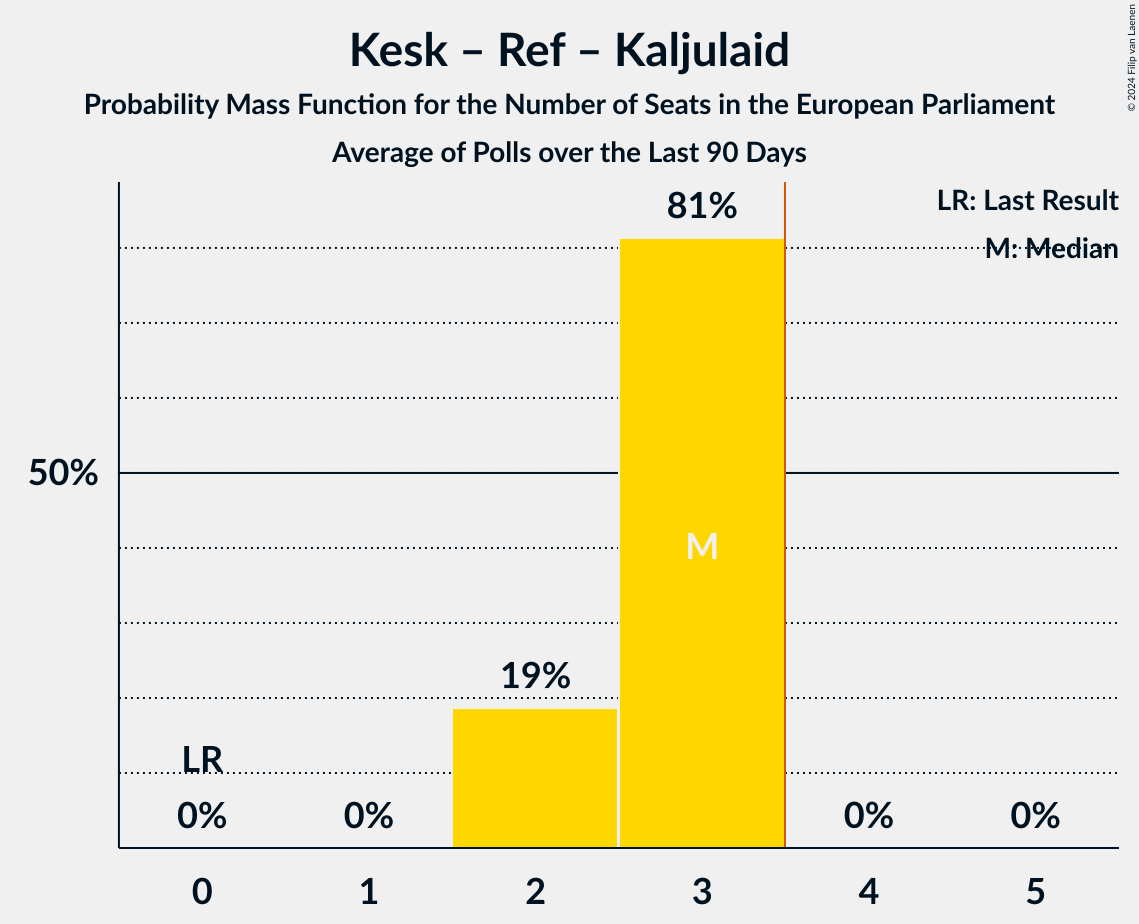 Kesk – Ref – Kaljulaid
Probability Mass Function for the Number of Seats in the European Parliament
Average of Polls over the Last 90 Days
© 2024 Filip van Laenen
LR: Last Result
M: Median
81%
50%
M
19%
LR
0%
0%
0%
0%
0
1
2
3
4
5